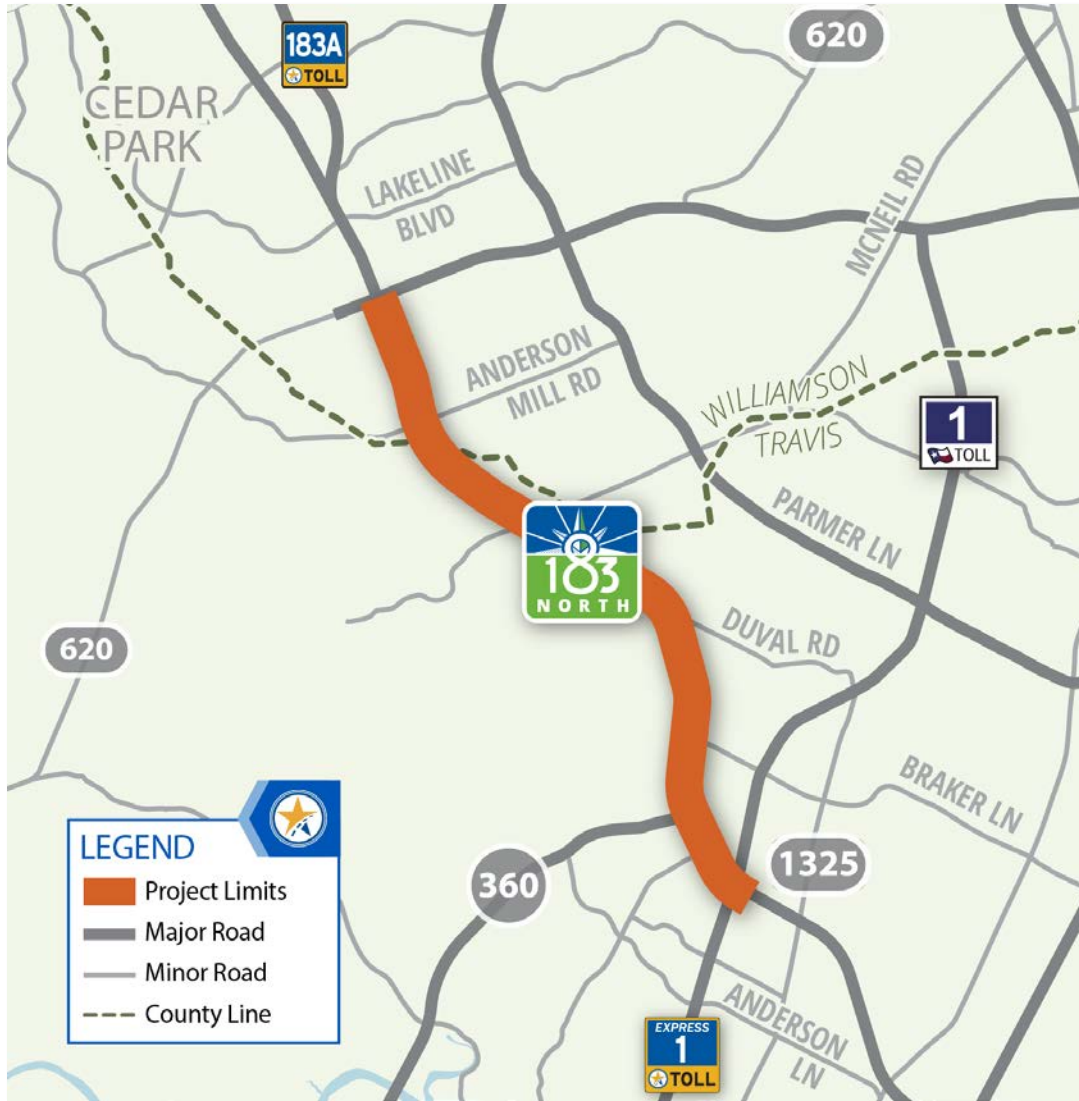 183A
TOLL
620
CEDAR
PARK
LAKELINE
BLVD
MCNEIL RD
ANDERSON
MILL RD
WILLIAMSON
TRAVIS
1
TOLL
PARMER LN
183
NORTH
DUVAL RD
620
BRAKER LN
LEGEND
Project Limits
Major Road
Minor Road
County Line
360
1325
ANDERSON
LN
EXPRESS
1
TOLL